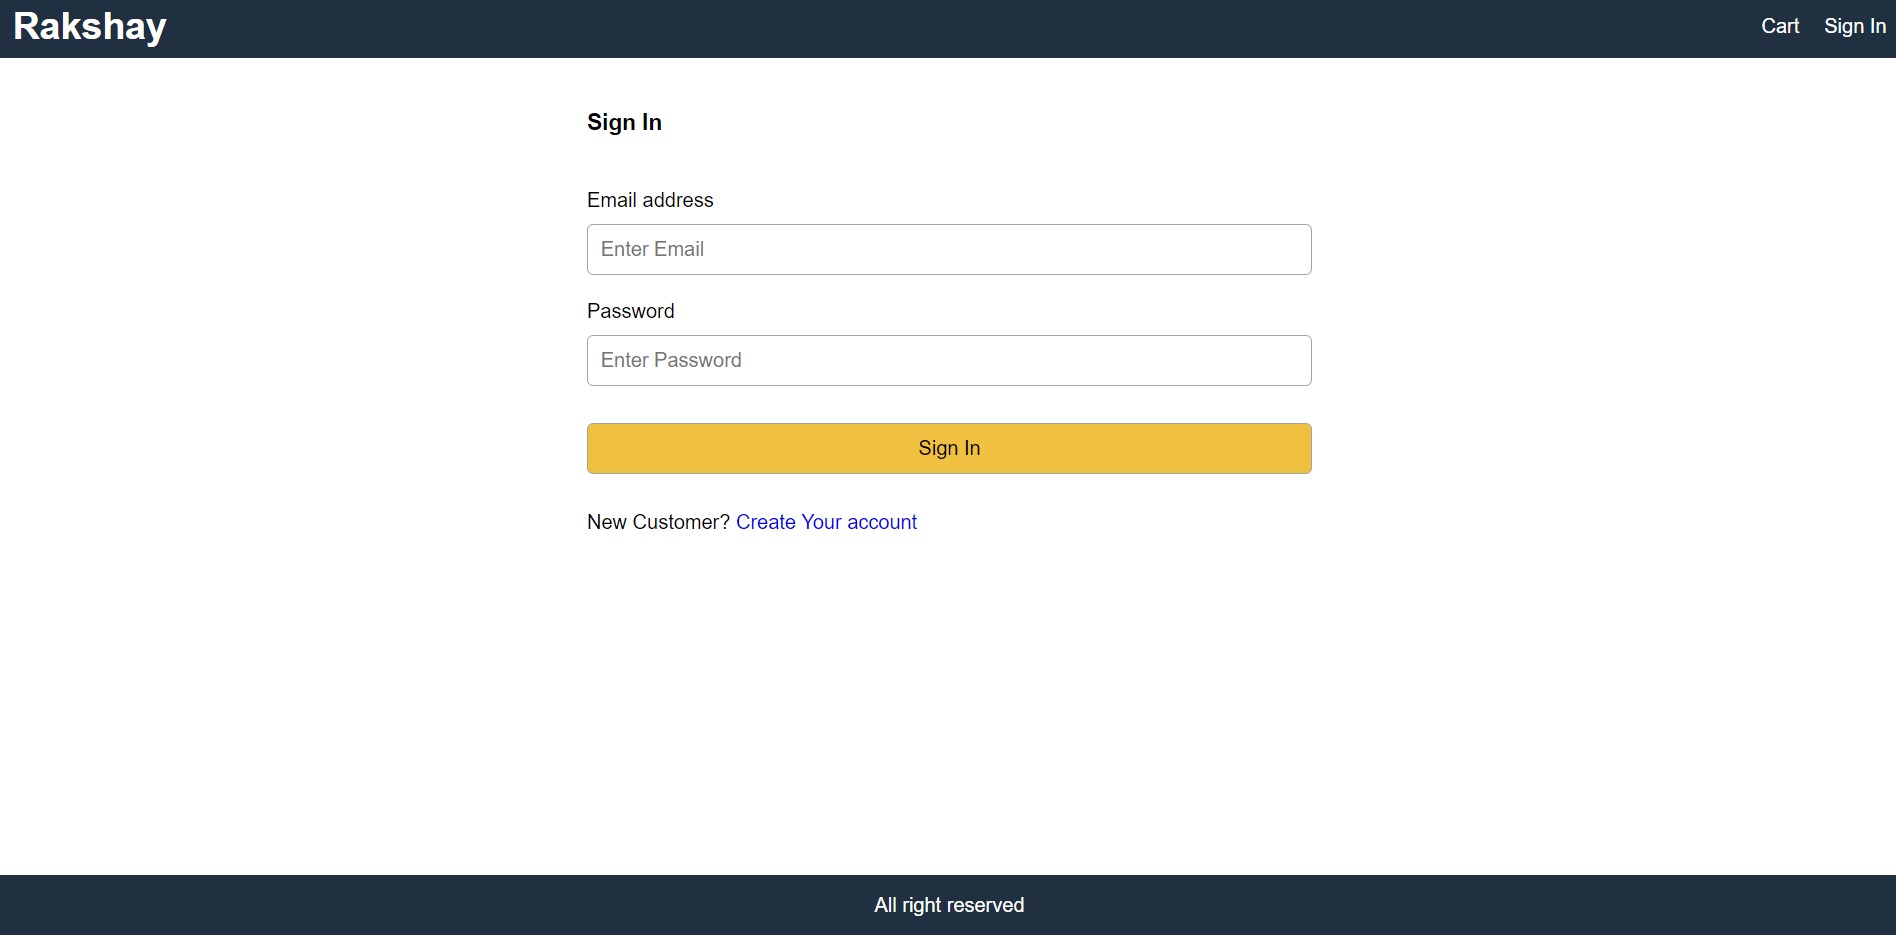 Rakshay
Cart Sign In
Sign In
Email address
Enter Email
Password
Enter Password
Sign In
New Customer? Create Your account
All right reserved